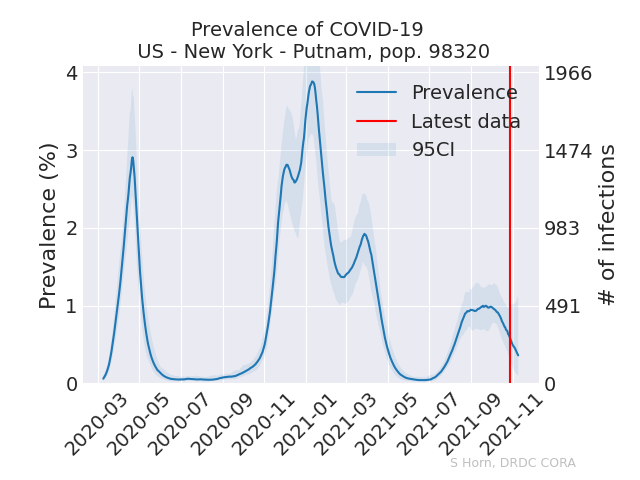 Prevalence of COVID-19
US - New York - Putnam, pop. 98320
Prevalence
Latest data
95CI
Prevalence (%)
4
3
2
1
0
1966
1474
983
491
0
# of infections
2020-03
2020-05
2020-07
2020-09
2020-11
2021-01
2021-03
2021-05
2021-07
2021-09
2021-11
S Horn, DRDC CORA